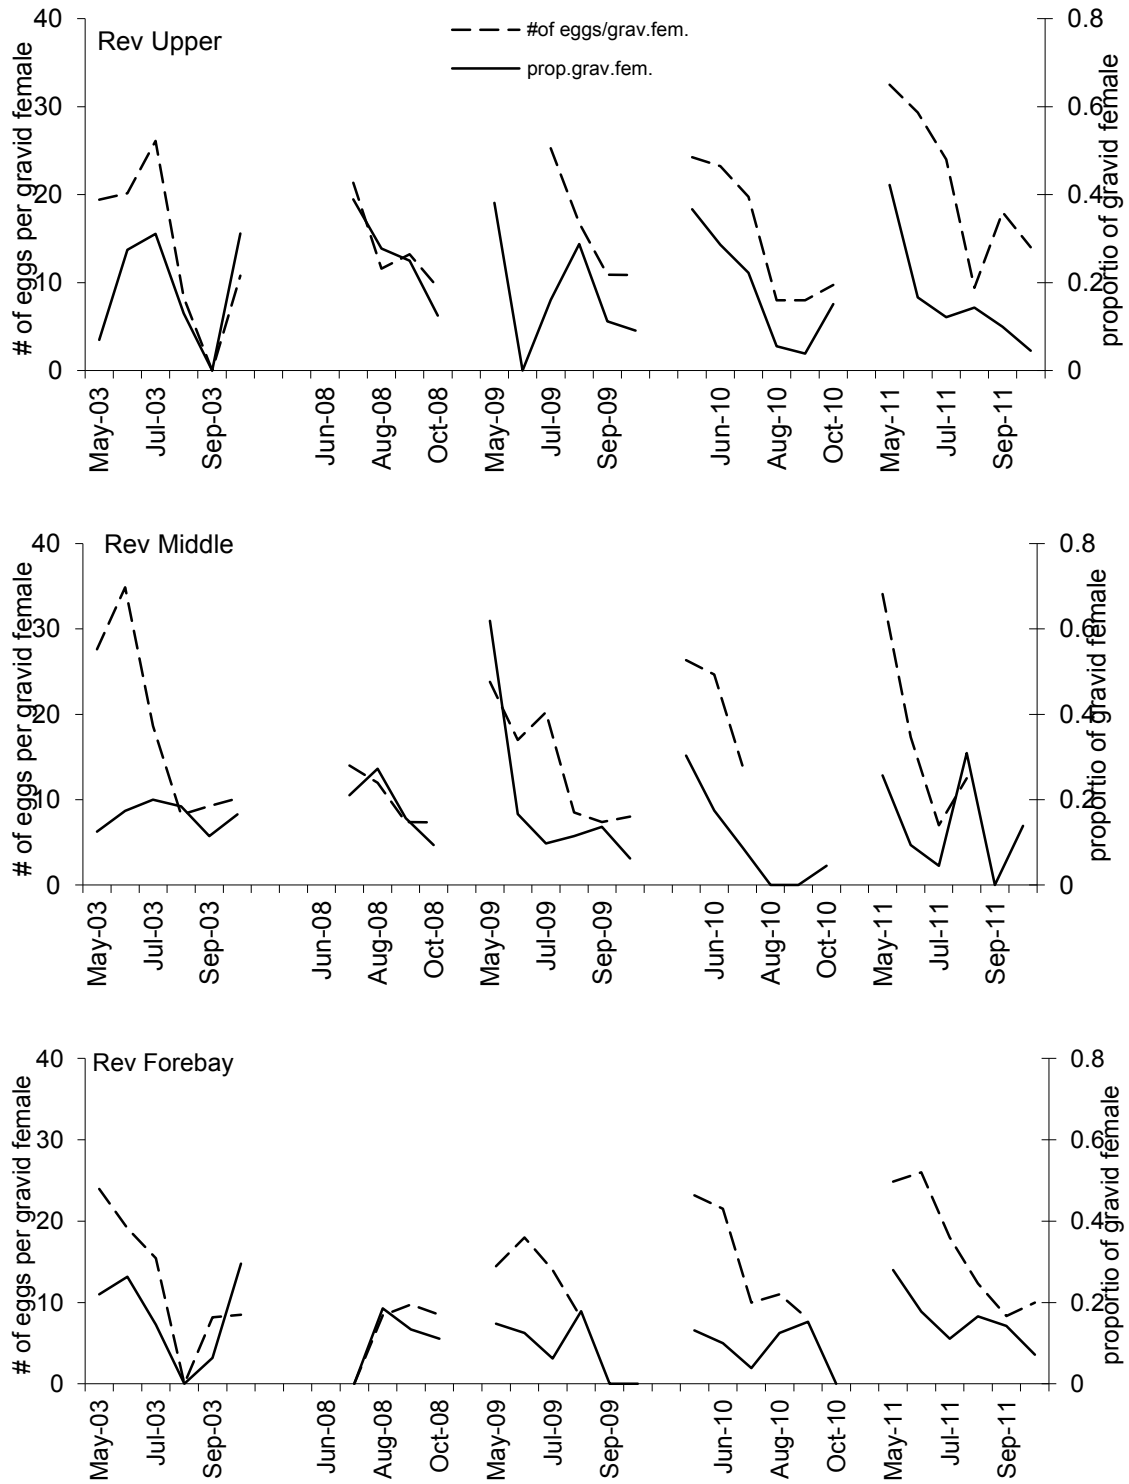 Rev Upper
#of eggs/grav.fem.
prop.grav.fem.
# of eggs per gravid female
40
30
20
10
0
proportio of gravid female
0.8
0.6
0.4
0.2
0
May-03
Jul-03
Sep-03
Jun-08
Aug-08
Oct-08
May-09
Jul-09
Sep-09
Jun-10
Aug-10
Oct-10
May-11
Jul-11
Sep-11
Rev Middle
# of eggs per gravid female
40
30
20
10
0
proportio of gravid female
0.8
0.6
0.4
0.2
0
May-03
Jul-03
Sep-03
Jun-08
Aug-08
Oct-08
May-09
Jul-09
Sep-09
Jun-10
Aug-10
Oct-10
May-11
Jul-11
Sep-11
Rev Forebay
# of eggs per gravid female
40
30
20
10
0
proportio of gravid female
0.8
0.6
0.4
0.2
0
May-03
Jul-03
Sep-03
Jun-08
Aug-08
Oct-08
May-09
Jul-09
Sep-09
Jun-10
Aug-10
Oct-10
May-11
Jul-11
Sep-11